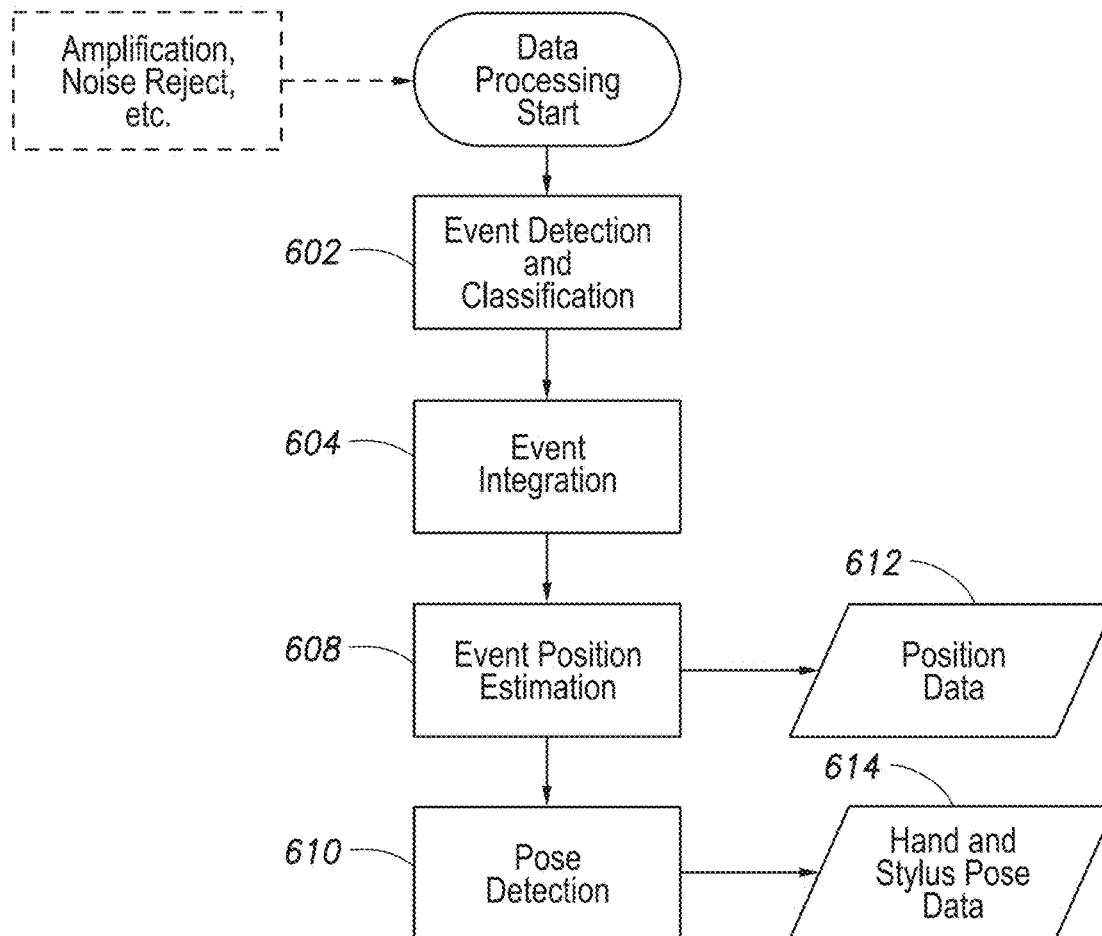 Amplification,
Noise Reject,
etc.
Data
Processing
Start
602
Event Detection
and
Classification
604
Event
Integration
612
608
Event Position
Estimation
Position
Data
614
610
Pose
Detection
Hand and
Stylus Pose
Data